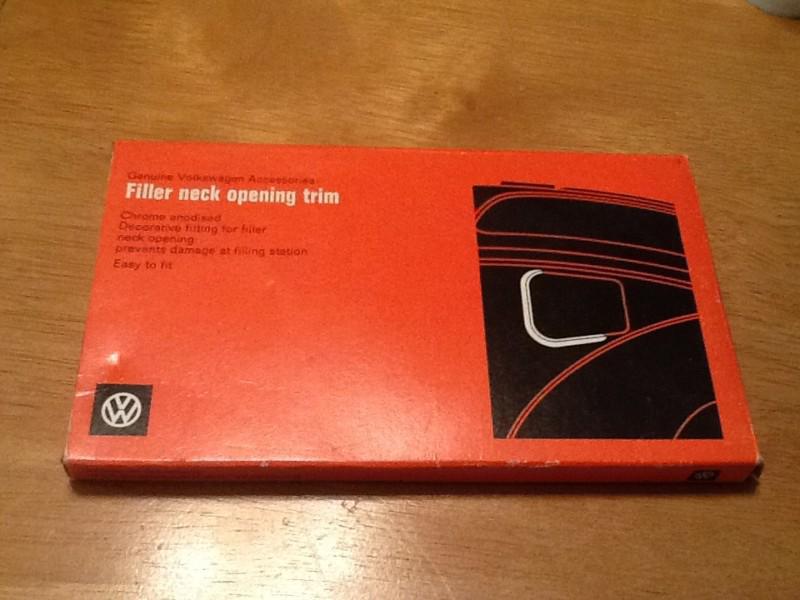 Genuine Volkswagen Accessories
Filler neck opening trim
Chrome anodised
Decorative fitting for filler
neck opening
prevents damage at filling station
Easy to fit